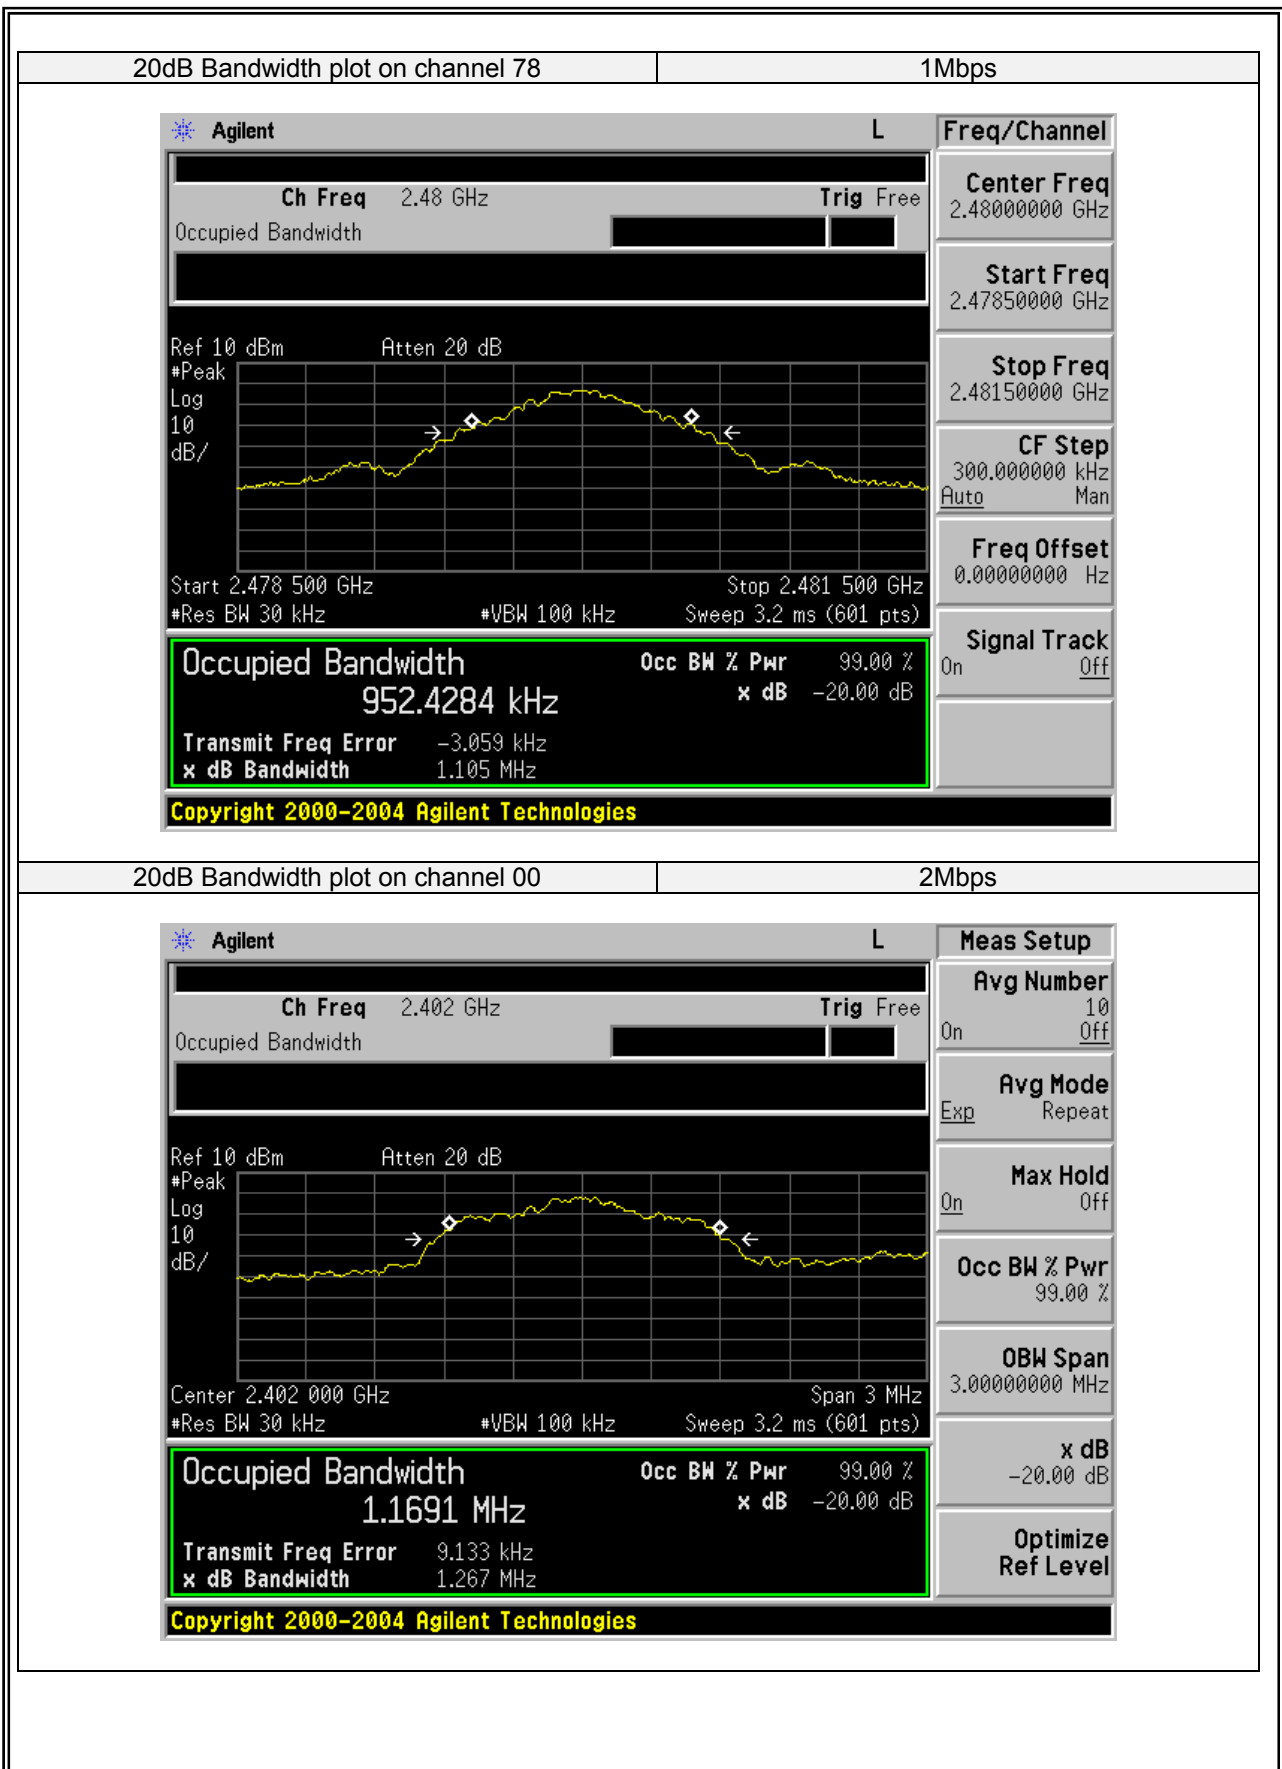 20dB Bandwidth plot on channel 78 1Mbps
Agilent L Freq/Channel
Ch Freq 2.48 GHz Trig Free
Occupied Bandwidth
Center Freq
2.48000000 GHz
Start Freq
2.47850000 GHz
Stop Freq
2.48150000 GHz
CF Step
300.000000 kHz
Auto Man
Freq Offset
0.00000000 Hz
Signal Track
On Off
Ref 10 dBm Atten 20 dB
#Peak
Log
10
dB/
Start 2.478 500 GHz Stop 2.481 500 GHz
#Res BW 30 kHz #VBW 100 kHz Sweep 3.2 ms (601 pts)
Occupied Bandwidth Occ BW % Pwr 99.00 %
952.4284 kHz x dB -20.00 dB
Transmit Freq Error -3.059 kHz
x dB Bandwidth 1.105 MHz
Copyright 2000-2004 Agilent Technologies
20dB Bandwidth plot on channel 00 2Mbps
Agilent L Meas Setup
Ch Freq 2.402 GHz Trig Free
Occupied Bandwidth
Avg Number
10
On Off
Avg Mode
Exp Repeat
Max Hold
On Off
Occ BW % Pwr
99.00 %
OBW Span
3.00000000 MHz
x dB
-20.00 dB
Optimize
Ref Level
Ref 10 dBm Atten 20 dB
#Peak
Log
10
dB/
Center 2.402 000 GHz Span 3 MHz
#Res BW 30 kHz #VBW 100 kHz Sweep 3.2 ms (601 pts)
Occupied Bandwidth Occ BW % Pwr 99.00 %
1.1691 MHz x dB -20.00 dB
Transmit Freq Error 9.133 kHz
x dB Bandwidth 1.267 MHz
Copyright 2000-2004 Agilent Technologies